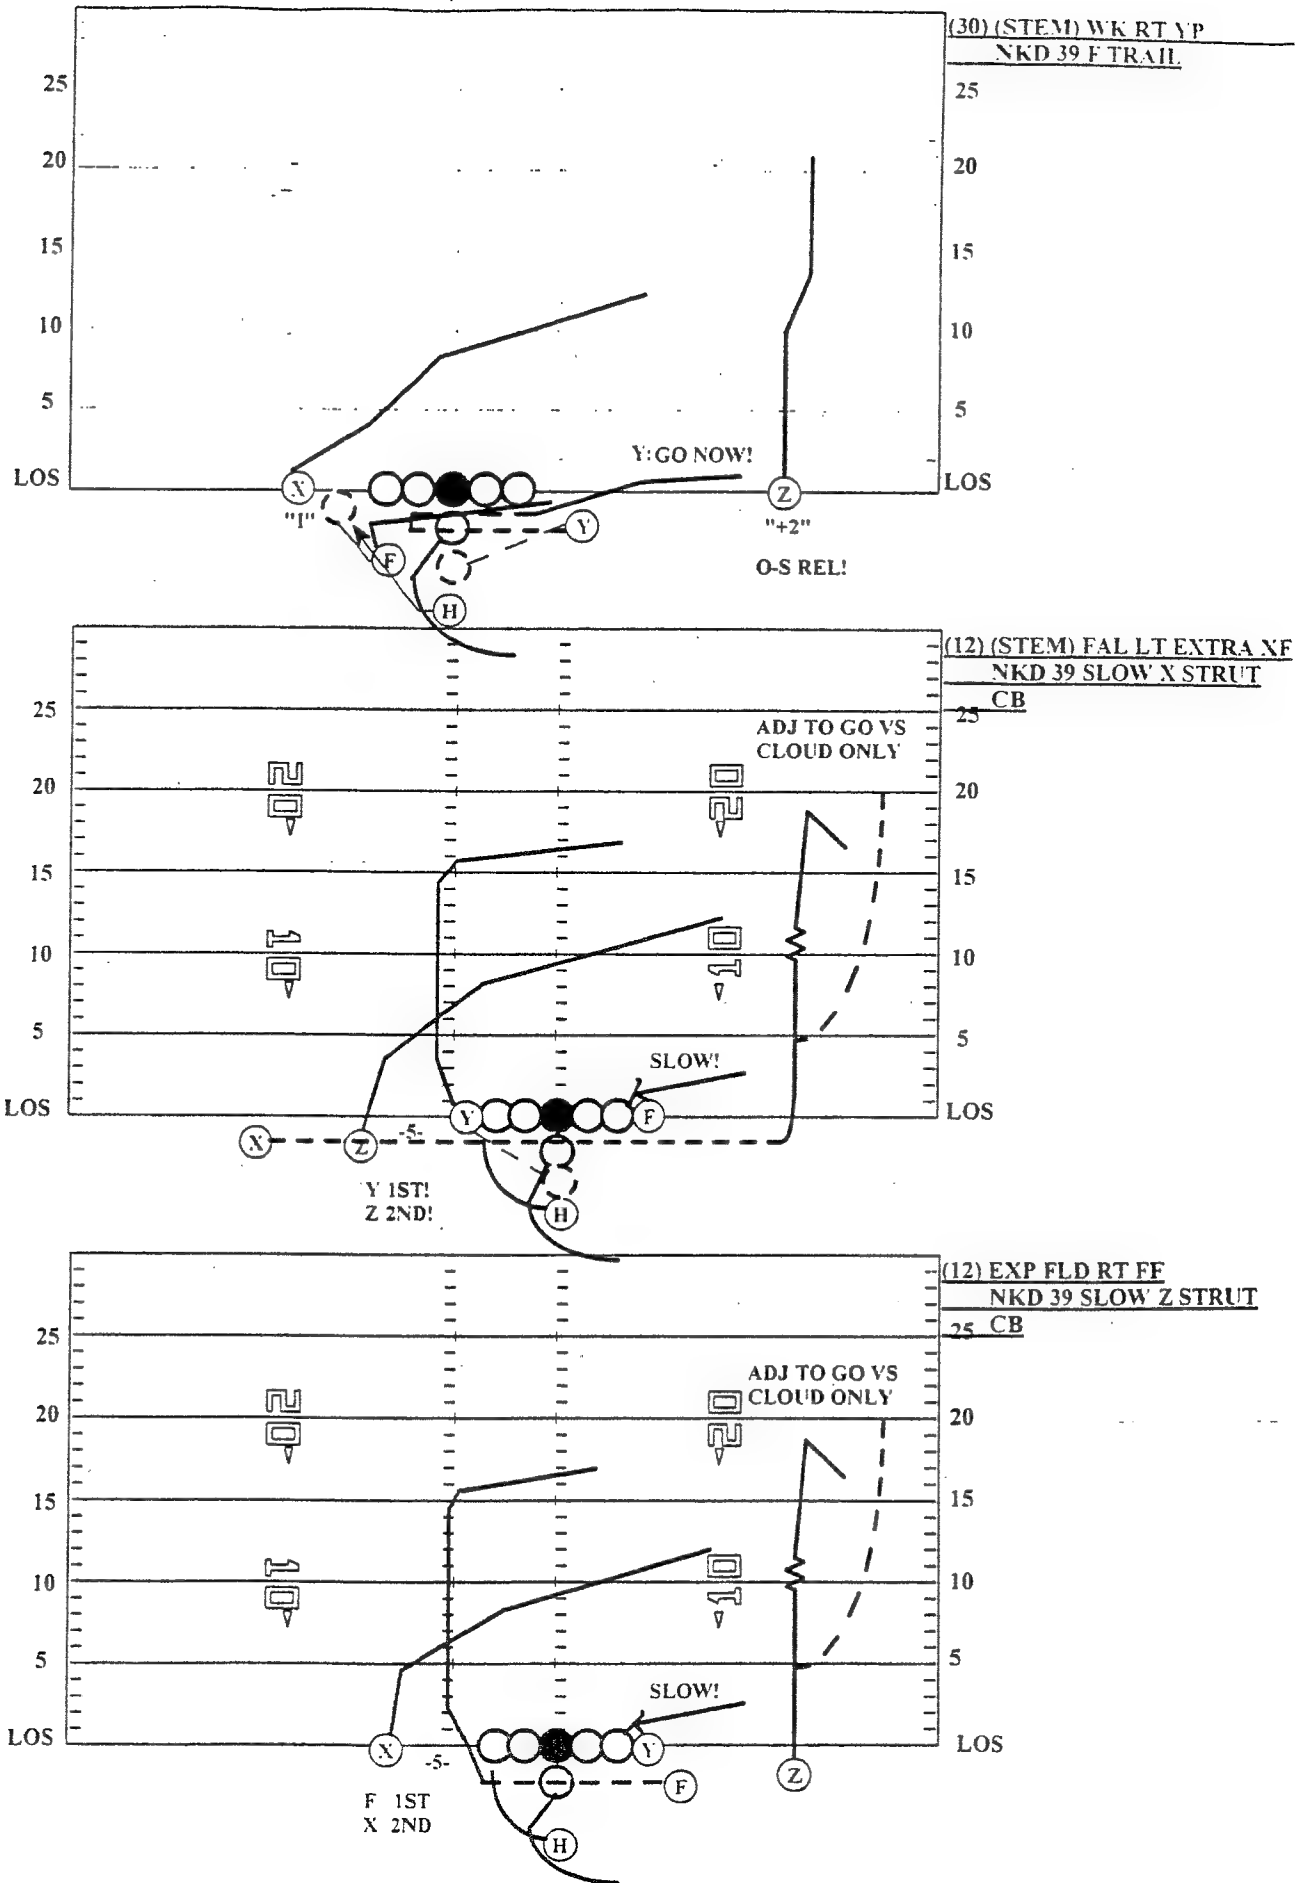 (30) (STEM) WK RT YP
NKD 39 F TRAIL
25 25
20 20
15 15
10 10
5 5
Y: GO NOW!
LOS X Z LOS
"1" F Y "+2"
O-S REL!
H
(12) (STEM) FAL LT EXTRA XF
NKD 39 SLOW X STRUT
CB
25 25
ADJ TO GO VS
CLOUD ONLY
20 20 20 20
15 15
10 10 10 10
5 5
SLOW!
LOS Y F LOS
X Z -5-
Y 1ST!
Z 2ND!
H
(12) EXP FLD RT FF
NKD 39 SLOW Z STRUT
CB
25 25
ADJ TO GO VS
CLOUD ONLY
20 20 20 20
15 15
10 10 10 10
5 5
SLOW!
LOS X -5- Y LOS
F Z
F 1ST
X 2ND
H